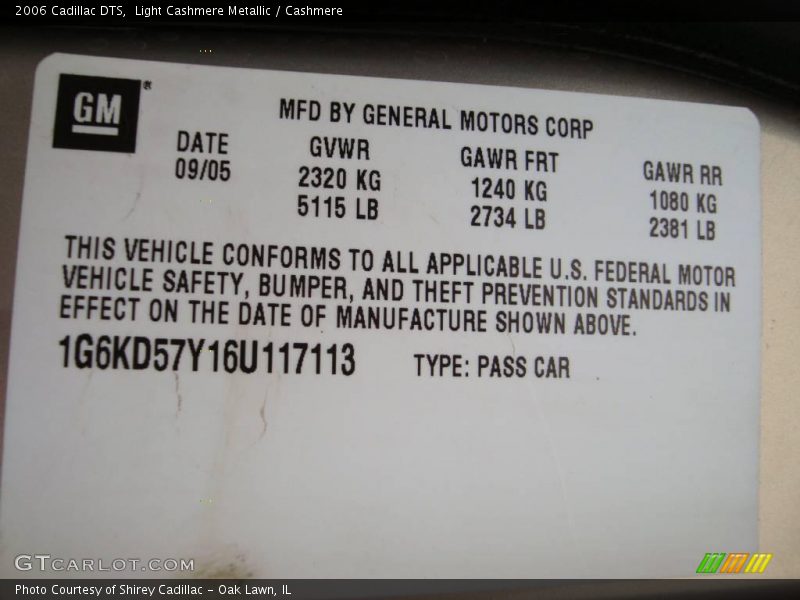 2006 Cadillac DTS, Light Cashmere Metallic / Cashmere
GM®
MFD BY GENERAL MOTORS CORP
DATE GVWR GAWR FRT GAWR RR
09/05 2320 KG 1240 KG 1080 KG
5115 LB 2734 LB 2381 LB
THIS VEHICLE CONFORMS TO ALL APPLICABLE U.S. FEDERAL MOTOR
VEHICLE SAFETY, BUMPER, AND THEFT PREVENTION STANDARDS IN
EFFECT ON THE DATE OF MANUFACTURE SHOWN ABOVE.
1G6KD57Y16U117113 TYPE: PASS CAR
GTCARLOT.COM
Photo Courtesy of Shirey Cadillac - Oak Lawn, IL